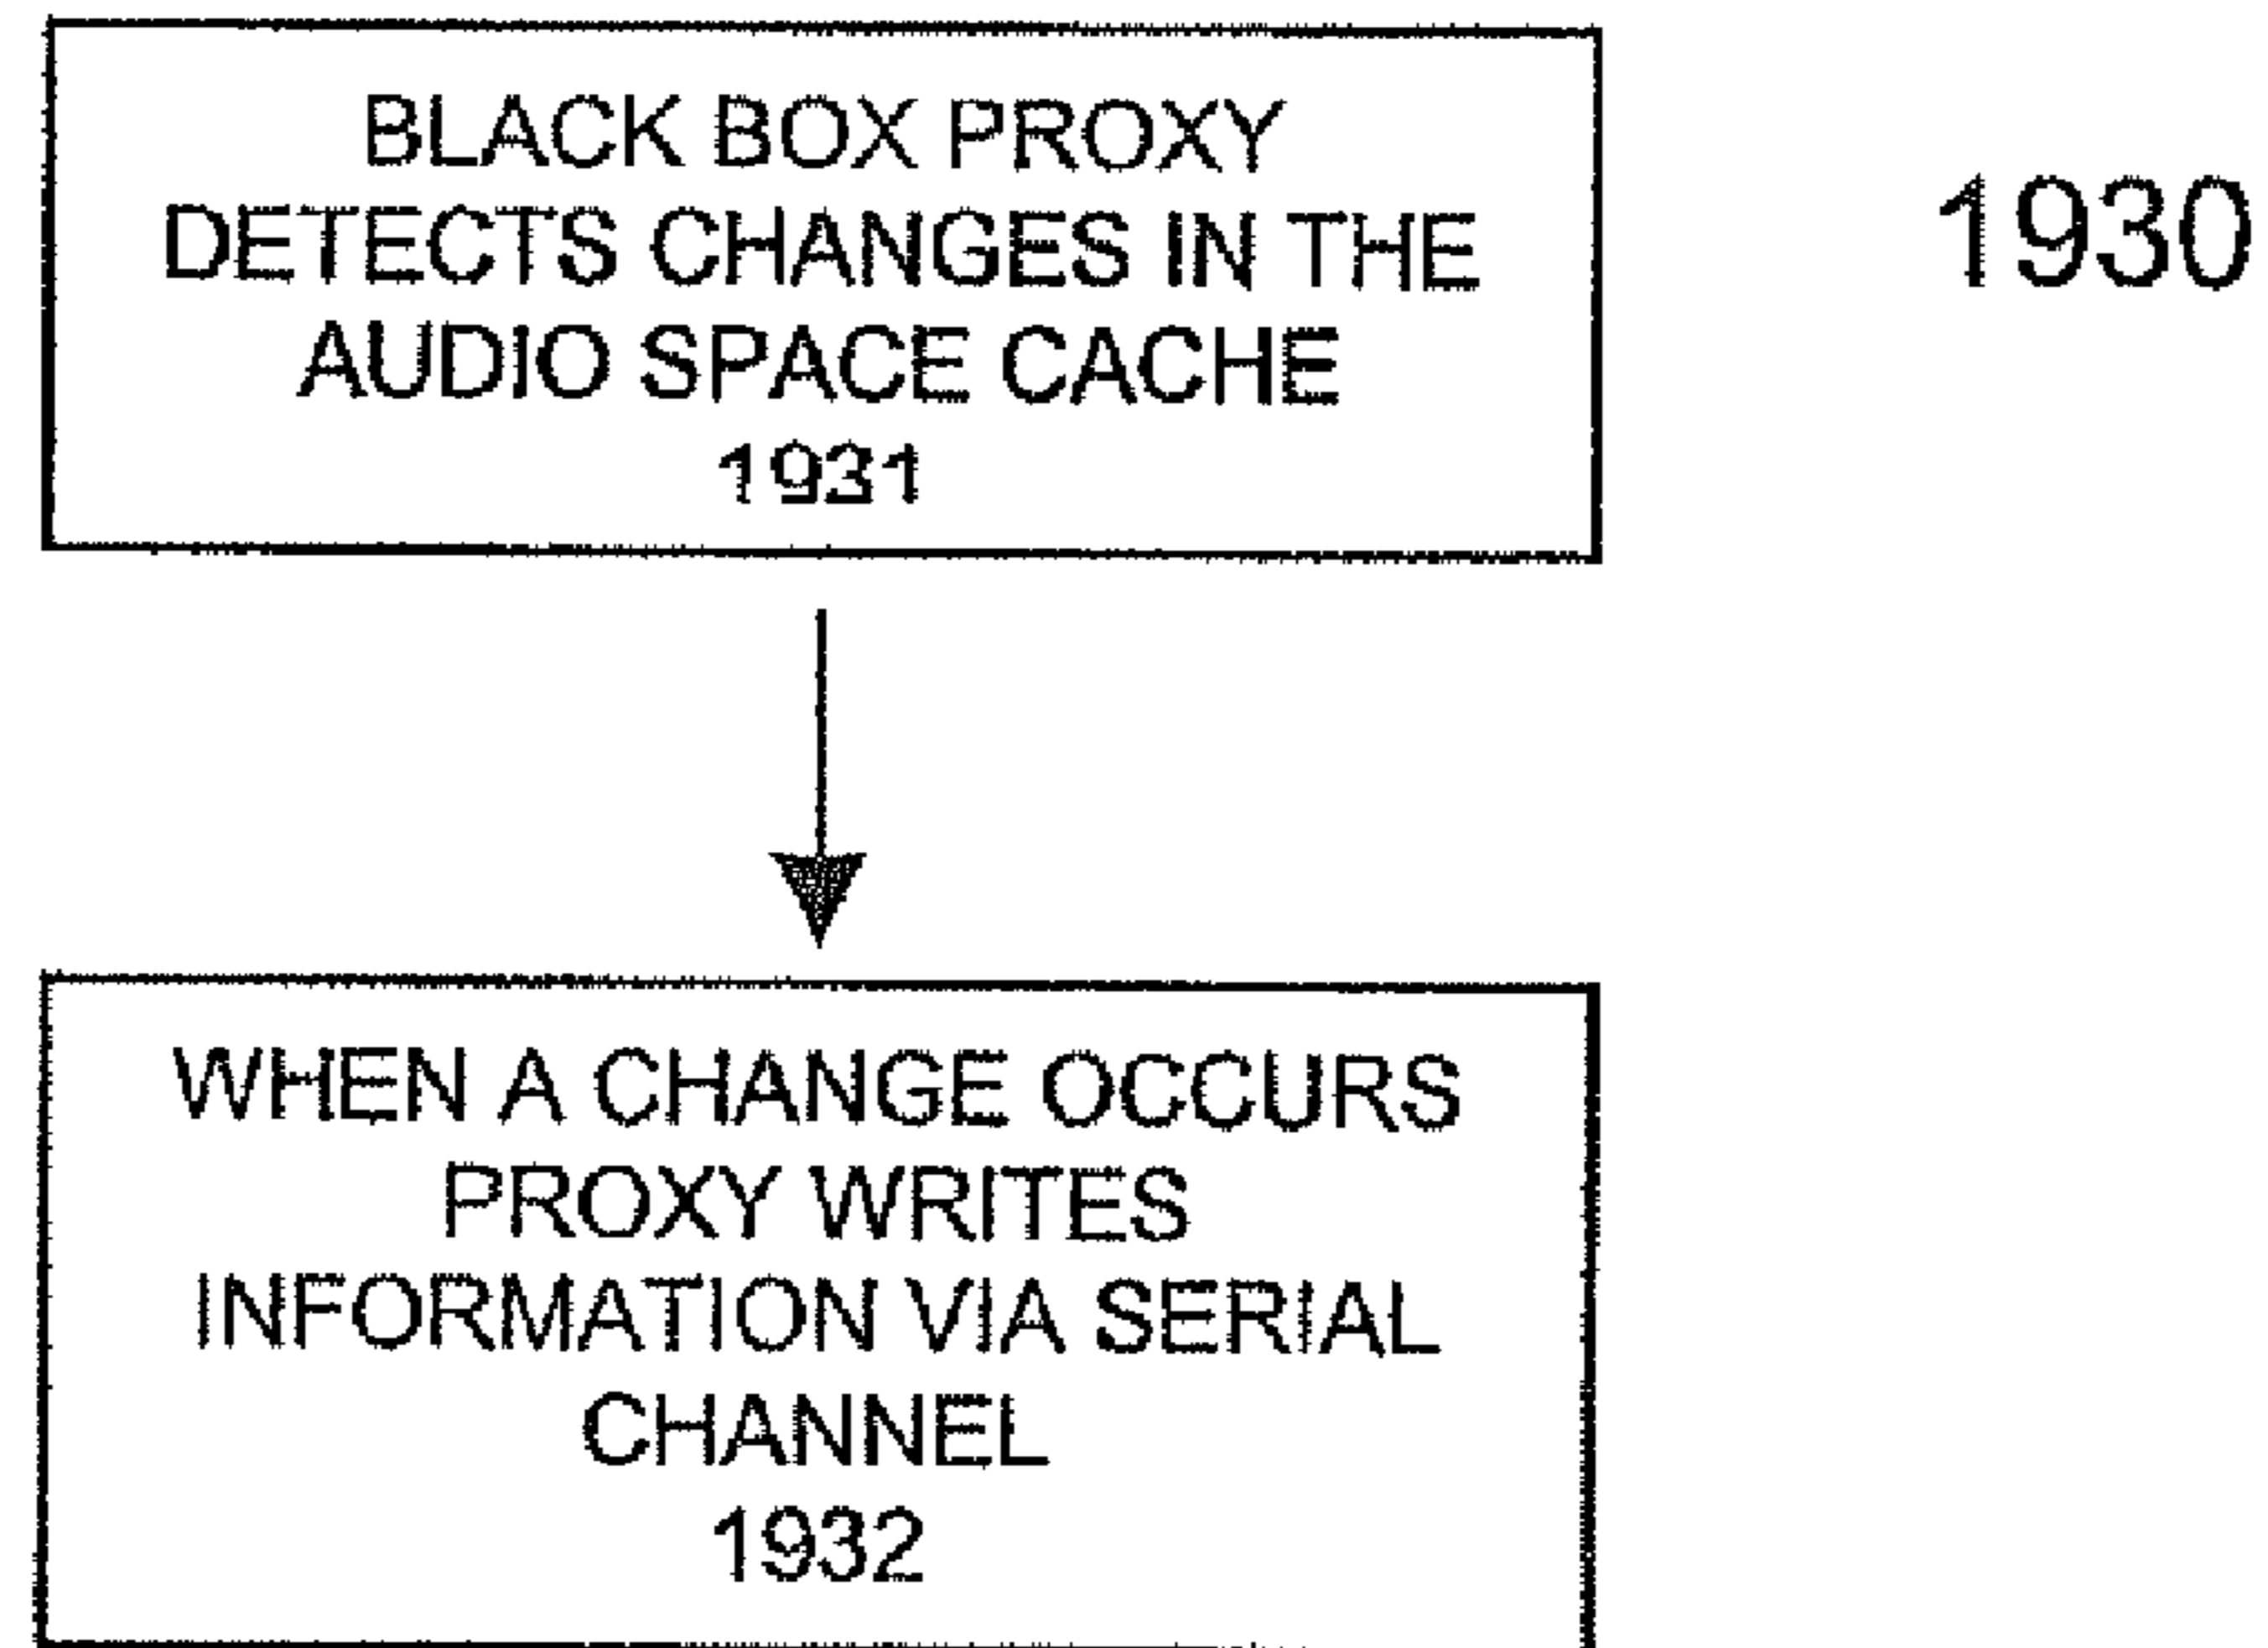 BLACK BOX PROXY
DETECTS CHANGES IN THE
AUDIO SPACE CACHE
1931
1930
WHEN A CHANGE OCCURS
PROXY WRITES
INFORMATION VIA SERIAL
CHANNEL
1932